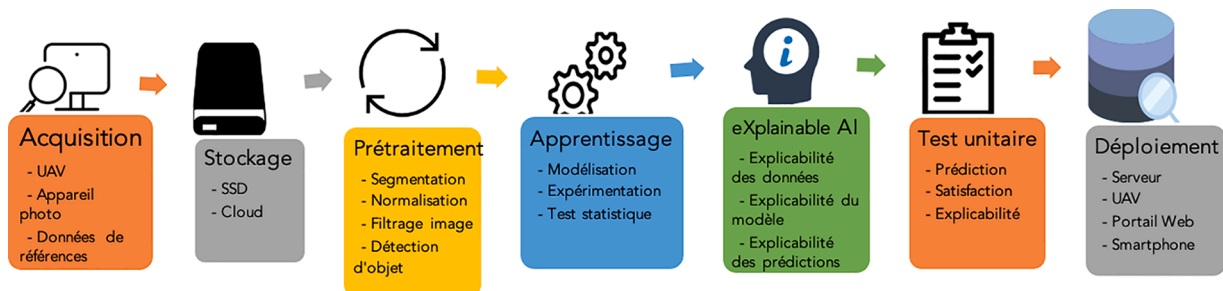 Acquisition
- UAV
- Appareil
photo
- Données de
références
Stockage
- SSD
- Cloud
Prétraitement
- Segmentation
- Normalisation
- Filtrage image
- Détection
d'objet
Apprentissage
- Modélisation
- Expérimentation
- Test statistique
i
eXplainable AI
- Explicabilité
des données
- Explicabilité du
modèle
- Explicabilité
des prédictions
Test unitaire
- Prédiction
- Satisfaction
- Explicabilité
Déploiement
- Serveur
- UAV
- Portail Web
- Smartphone